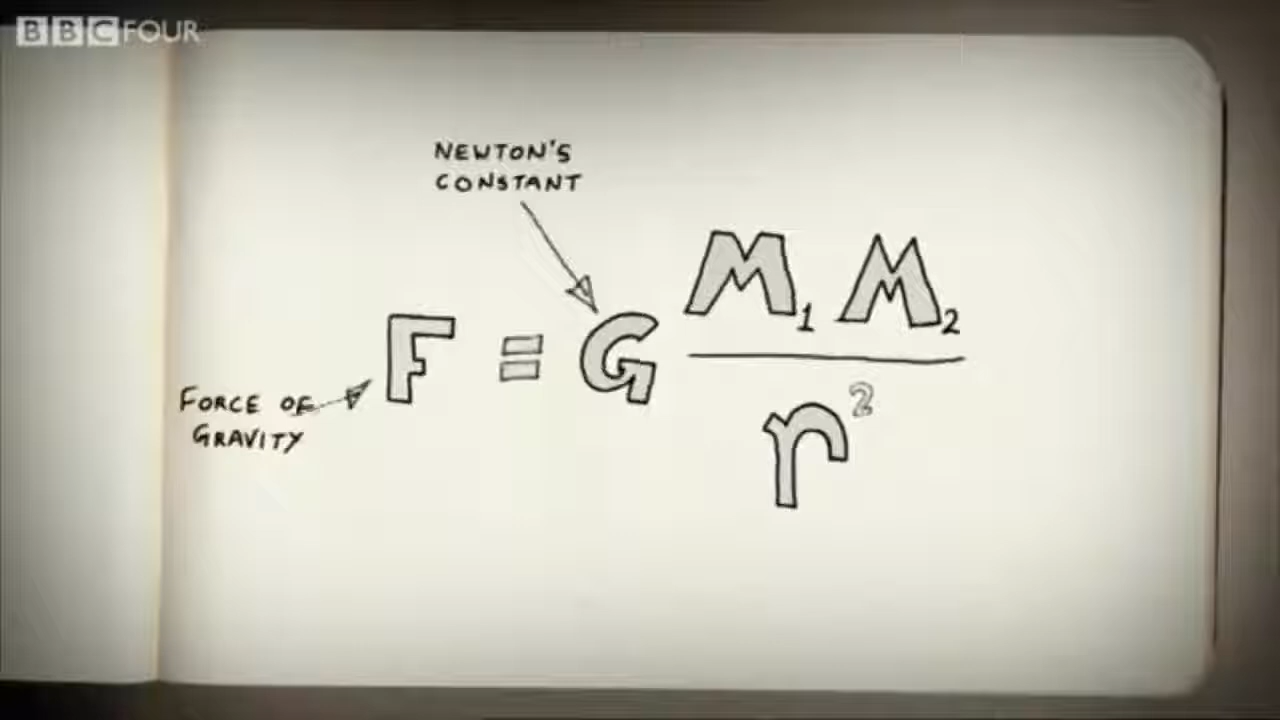 BBC FOUR
NEWTON'S
CONSTANT
F = G M₁ M₂ / r²
FORCE OF
GRAVITY